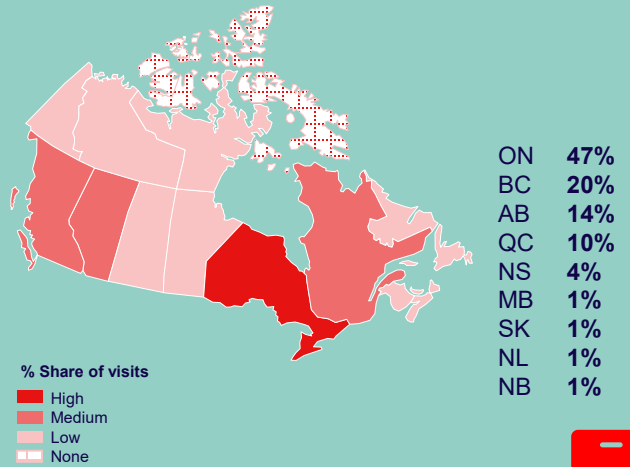 ON 47%
BC 20%
AB 14%
QC 10%
NS 4%
MB 1%
SK 1%
NL 1%
NB 1%
% Share of visits
High
Medium
Low
None